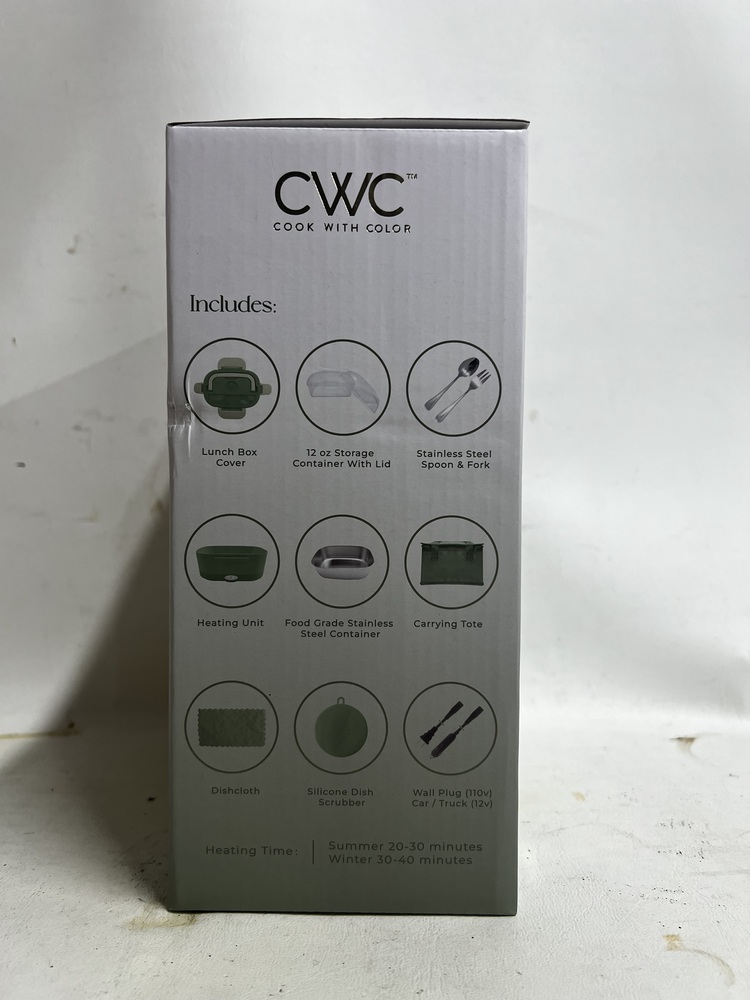 CWC™
COOK WITH COLOR
Includes:
Lunch Box
Cover
12 oz Storage
Container With Lid
Stainless Steel
Spoon & Fork
Heating Unit
Food Grade Stainless
Steel Container
Carrying Tote
Dishcloth
Silicone Dish
Scrubber
Wall Plug (110v)
Car / Truck (12v)
Heating Time:
Summer 20-30 minutes
Winter 30-40 minutes